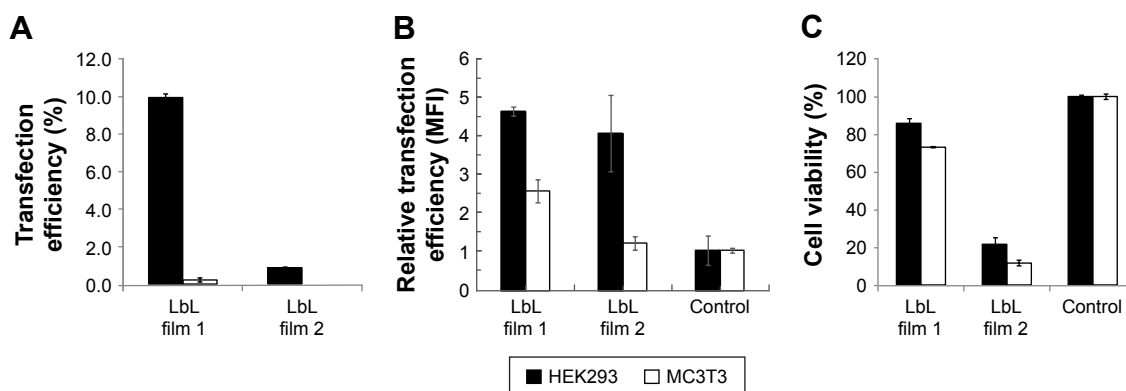 A
Transfection
efficiency (%)
12.0
10.0
8.0
6.0
4.0
2.0
0.0
LbL
film 1
LbL
film 2
B
Relative transfection
efficiency (MFI)
6
5
4
3
2
1
0
LbL
film 1
LbL
film 2
Control
C
Cell viability (%)
120
100
80
60
40
20
0
LbL
film 1
LbL
film 2
Control
HEK293
MC3T3